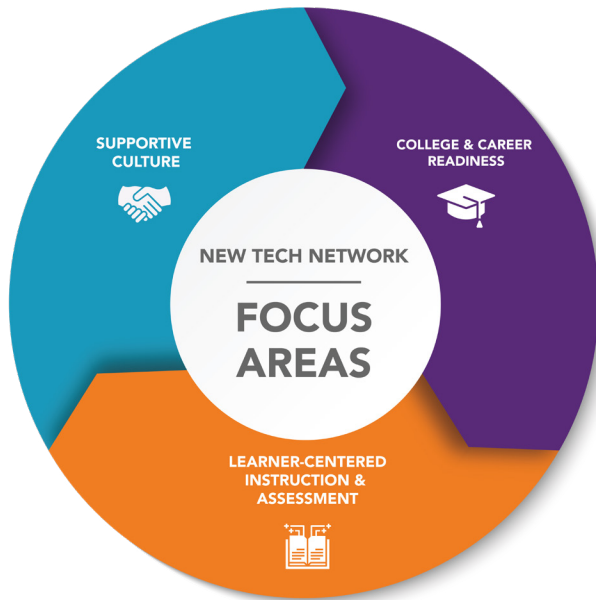 SUPPORTIVE
CULTURE
COLLEGE & CAREER
READINESS
NEW TECH NETWORK
FOCUS
AREAS
LEARNER-CENTERED
INSTRUCTION &
ASSESSMENT